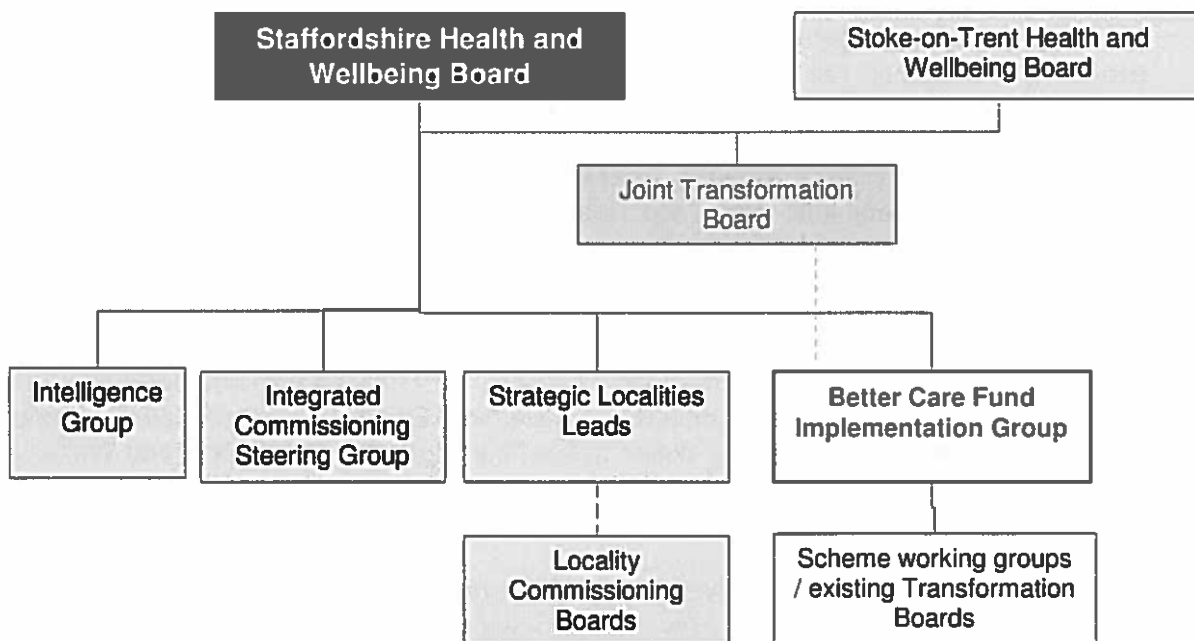 Staffordshire Health and
Wellbeing Board
Stoke-on-Trent Health and
Wellbeing Board
Joint Transformation
Board
Intelligence
Group
Integrated
Commissioning
Steering Group
Strategic Localities
Leads
Better Care Fund
Implementation Group
Locality
Commissioning
Boards
Scheme working groups
/ existing Transformation
Boards